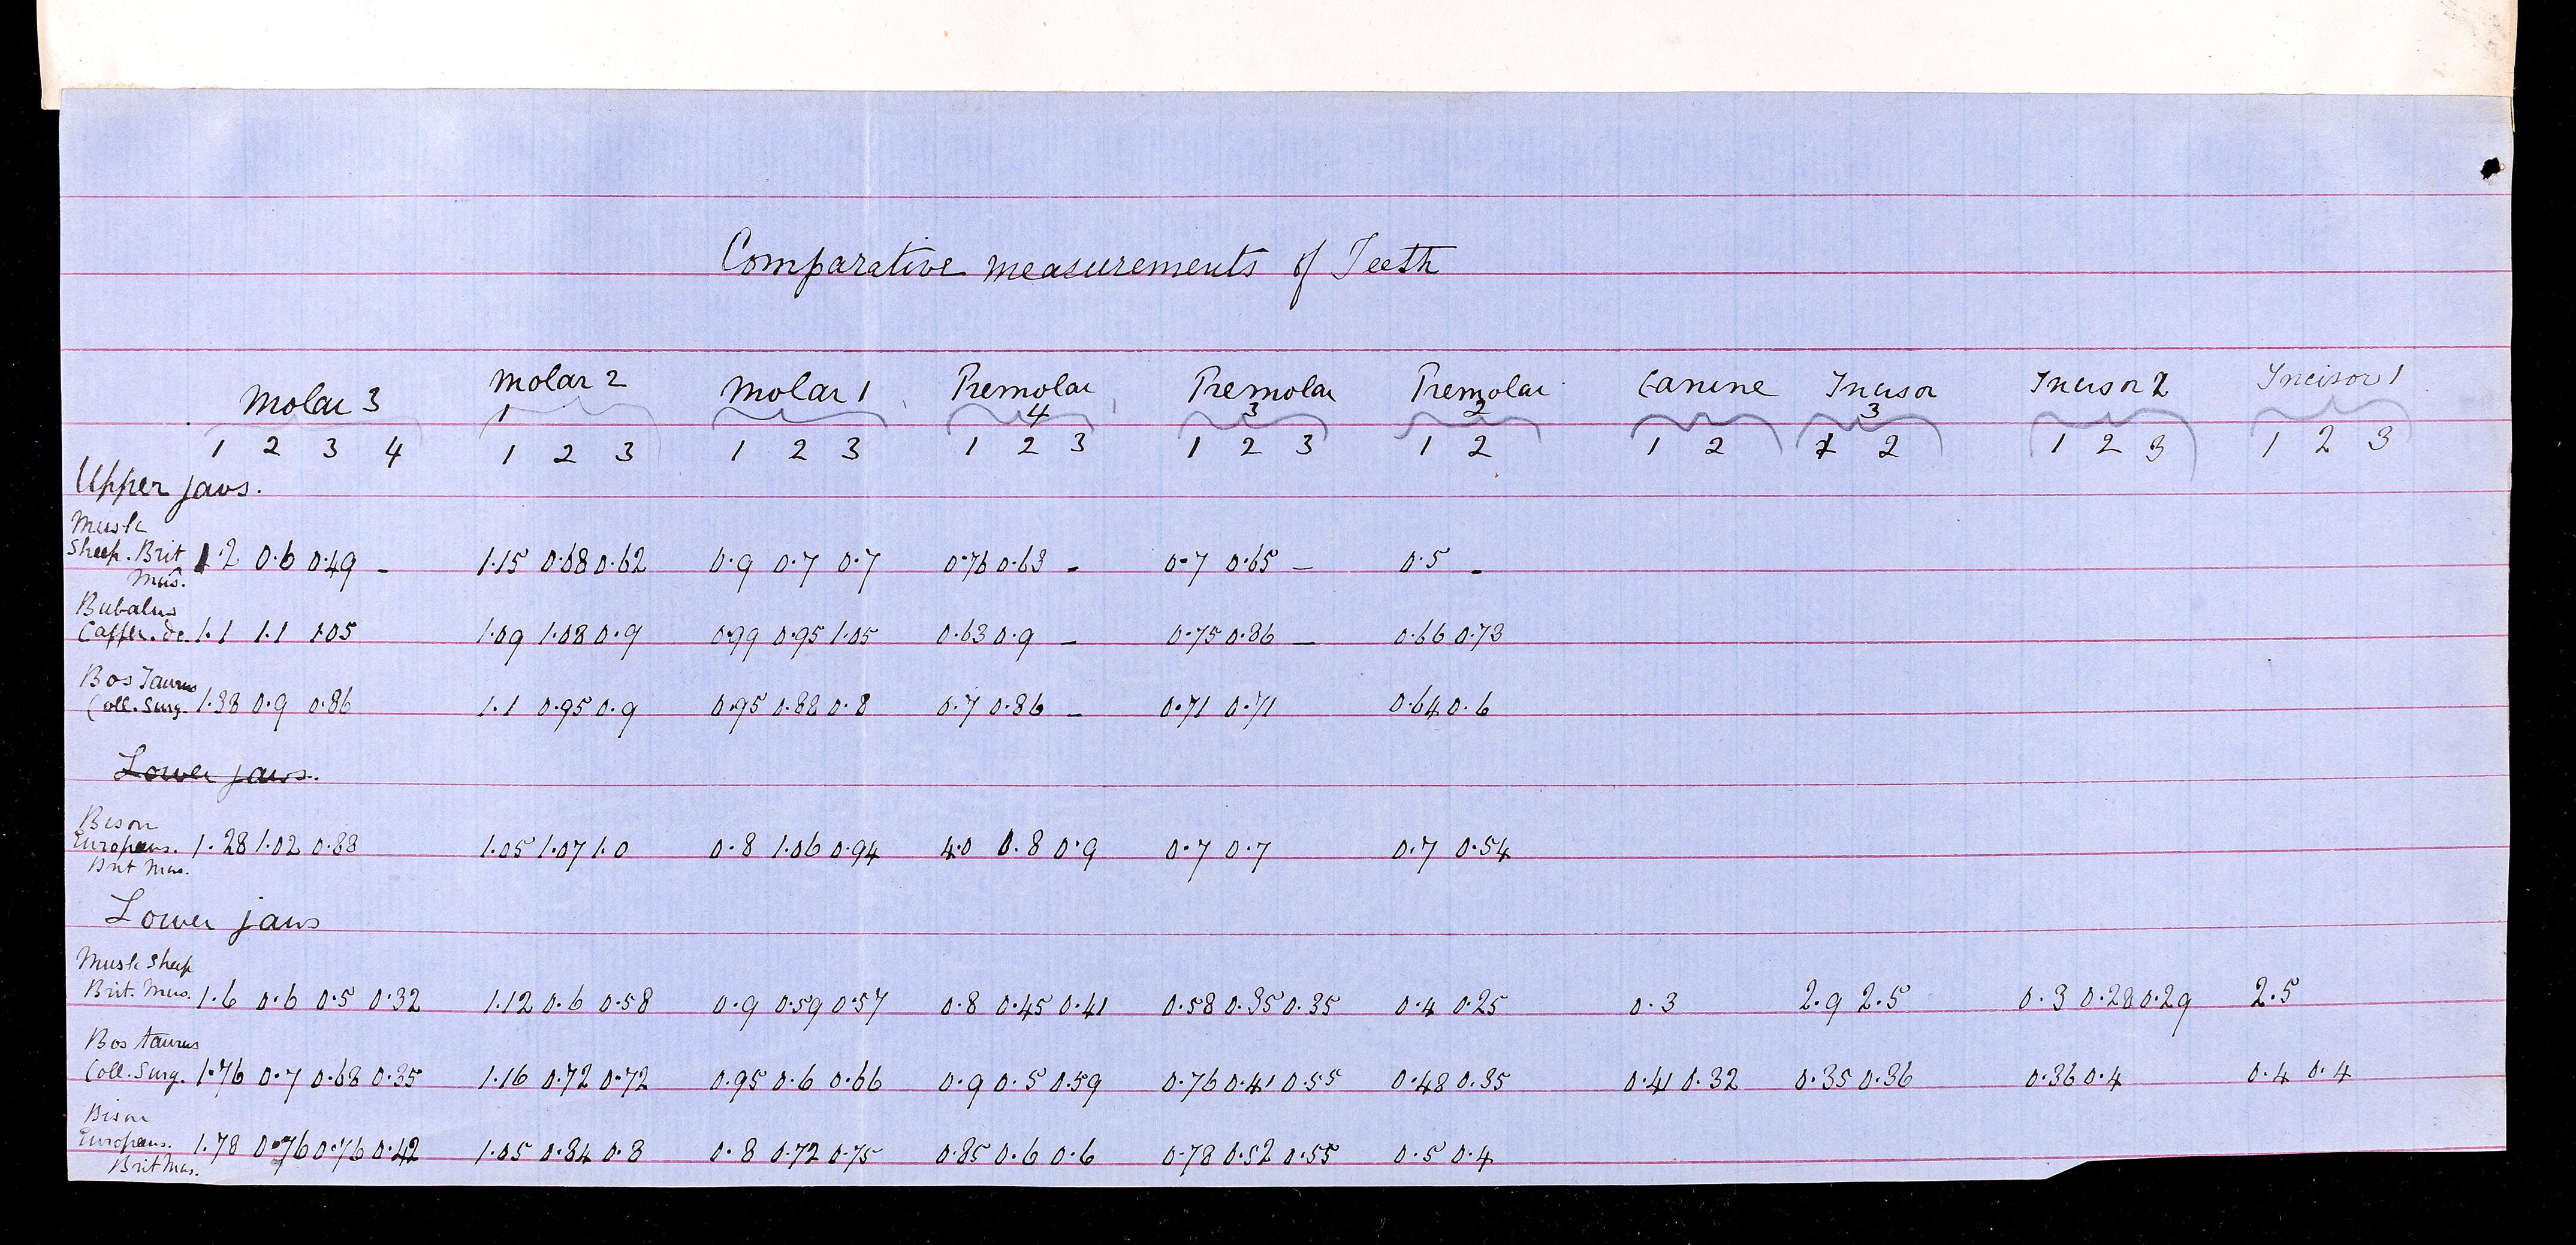 Comparative measurements of Teeth
Molar 3 Molar 2 Molar 1 Premolar 4 Premolar 3 Premolar 2 Canine Incisor 3 Incisor 2 Incisor 1
1 2 3 4 1 2 3 1 2 3 1 2 3 1 2 3 1 2 1 2 1 2 1 2 3 1 2 3
Upper jaws.
Musk
Sheep. Brit 1.2 0.6 0.49 - 1.15 0.68 0.62 0.9 0.7 0.7 0.76 0.63 - 0.7 0.65 - 0.5 -
Mus.
Bubalus
Caffer. do. 1.1 1.1 1.05 1.09 1.08 0.9 0.99 0.95 1.05 0.63 0.9 - 0.75 0.86 - 0.66 0.73
Bos Taurus
Coll. Surg. 1.38 0.9 0.86 1.1 0.95 0.9 0.95 0.88 0.8 0.7 0.86 - 0.71 0.71 0.64 0.6
Lower jaws.
Bison
Europeus. 1.28 1.02 0.88 1.05 1.07 1.0 0.8 1.06 0.94 4.0 0.8 0.9 0.7 0.7 0.7 0.54
Brit Mus.
Lower jaws
Musk Sheep
Brit. Mus. 1.6 0.6 0.5 0.32 1.12 0.6 0.58 0.9 0.59 0.57 0.8 0.45 0.41 0.58 0.35 0.35 0.4 0.25 0.3 2.9 2.5 0.3 0.28 0.29 2.5
Bos taurus
Coll. Surg. 1.76 0.7 0.68 0.35 1.16 0.72 0.72 0.95 0.6 0.66 0.9 0.5 0.59 0.76 0.41 0.55 0.48 0.35 0.41 0.32 0.35 0.36 0.36 0.4 0.4 0.4
Bison
Europeus. 1.78 0.76 0.76 0.42 1.05 0.84 0.8 0.8 0.72 0.75 0.85 0.6 0.6 0.78 0.52 0.55 0.5 0.4
Brit Mus.